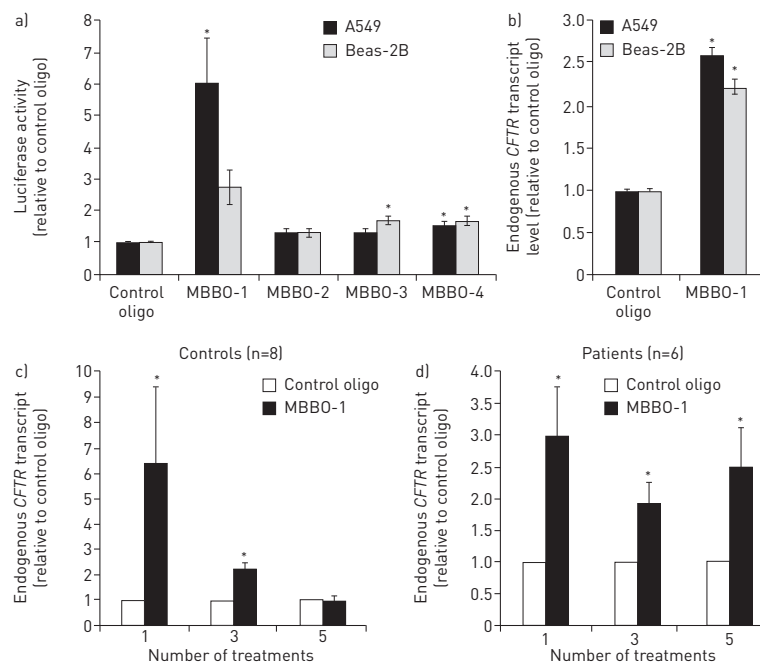 a)
8
7
6
5
4
3
2
1
0
Luciferase activity
(relative to control oligo)
A549
Beas-2B
*
*
*
*
Control
oligo
MBBO-1
MBBO-2
MBBO-3
MBBO-4
b)
3.0
2.5
2.0
1.5
1.0
0.5
0
Endogenous CFTR transcript
level (relative to control oligo)
A549
Beas-2B
*
*
Control
oligo
MBBO-1
c)
Controls (n=8)
10
9
8
7
6
5
4
2
1
0
Endogenous CFTR transcript
(relative to control oligo)
Control oligo
MBBO-1
*
*
1
3
5
Number of treatments
d)
Patients (n=6)
4.0
3.5
3.0
2.5
2.0
1.5
1.0
0.5
0
Endogenous CFTR transcript
(relative to control oligo)
Control oligo
MBBO-1
*
*
*
1
3
5
Number of treatments